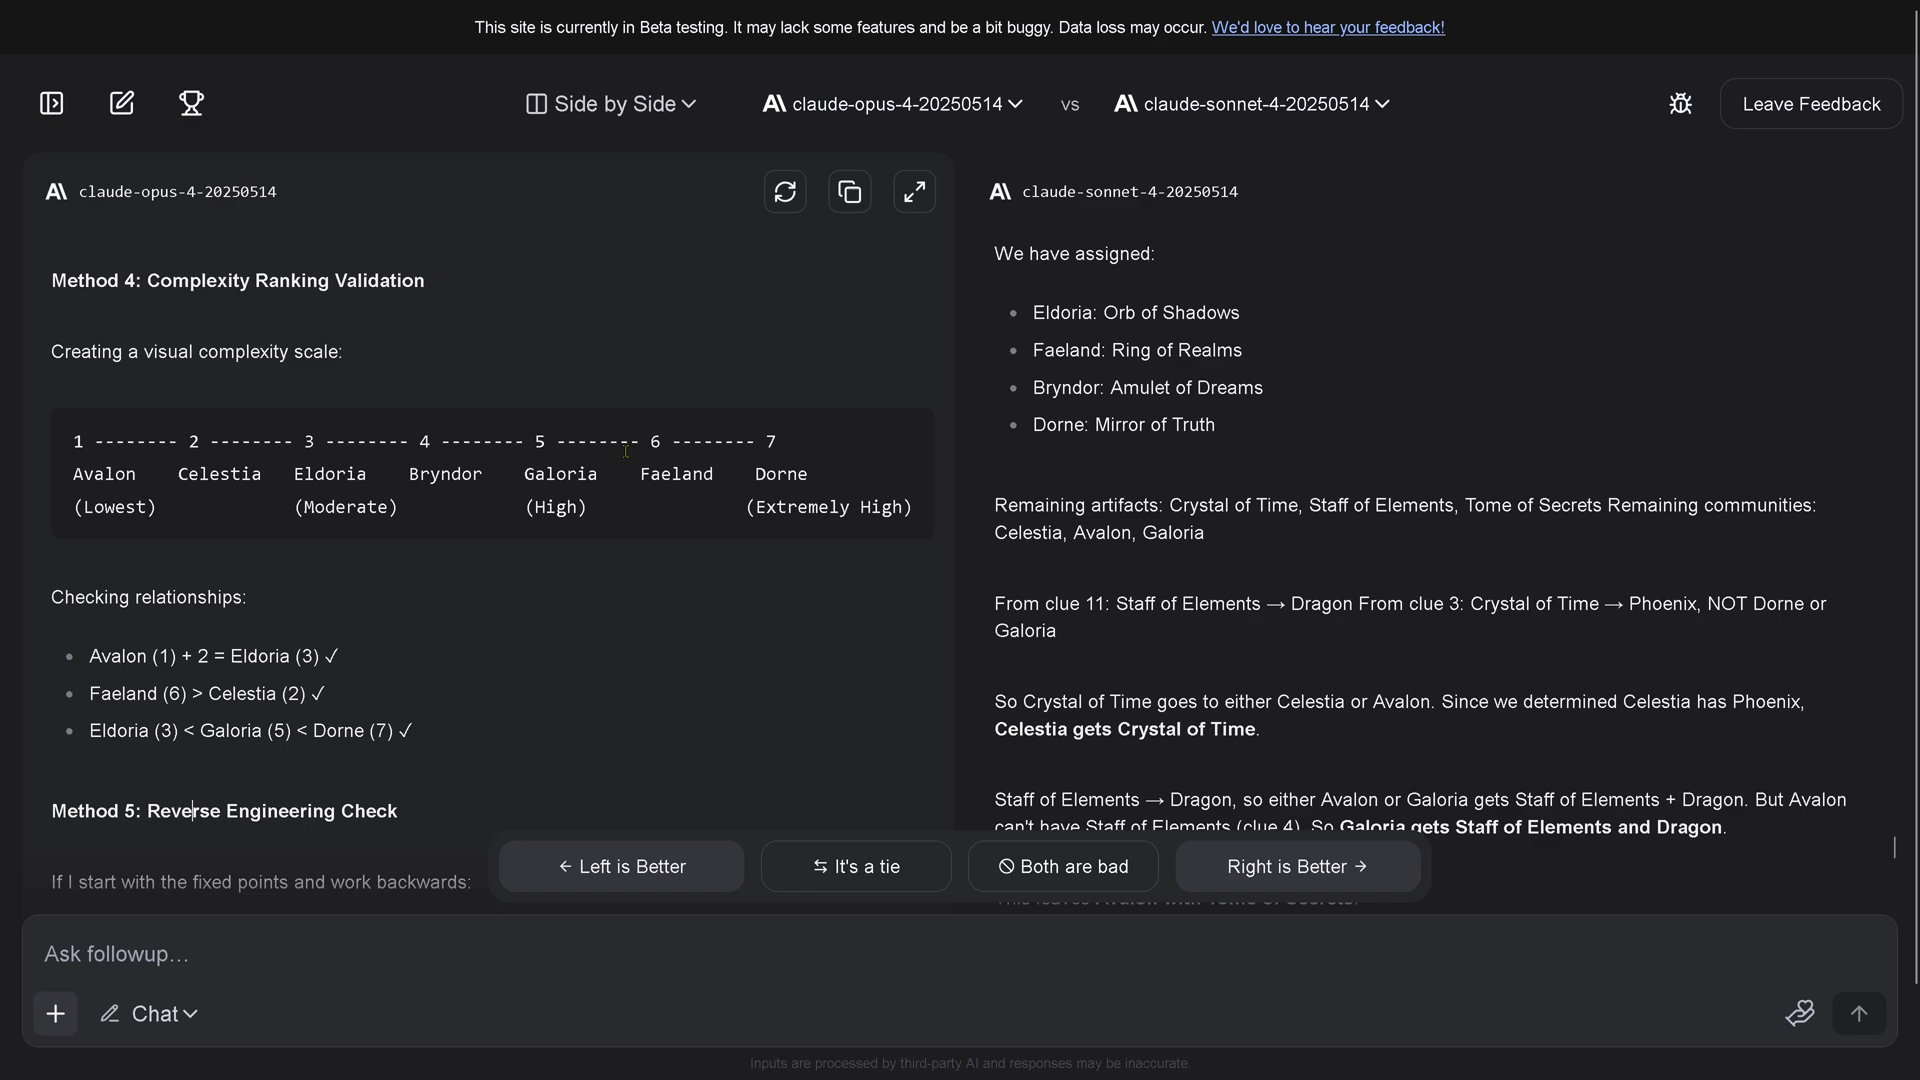 This site is currently in Beta testing. It may lack some features and be a bit buggy. Data loss may occur. We'd love to hear your feedback!
Side by Side
claude-opus-4-20250514
vs
claude-sonnet-4-20250514
Leave Feedback
claude-opus-4-20250514
Method 4: Complexity Ranking Validation
Creating a visual complexity scale:
1 -------- 2 -------- 3 -------- 4 -------- 5 -------- 6 -------- 7
Avalon Celestia Eldoria Bryndor Galoria Faeland Dorne
(Lowest) (Moderate) (High) (Extremely High)
Checking relationships:
• Avalon (1) + 2 = Eldoria (3) ✓
• Faeland (6) > Celestia (2) ✓
• Eldoria (3) < Galoria (5) < Dorne (7) ✓
Method 5: Reverse Engineering Check
If I start with the fixed points and work backwards:
claude-sonnet-4-20250514
We have assigned:
• Eldoria: Orb of Shadows
• Faeland: Ring of Realms
• Bryndor: Amulet of Dreams
• Dorne: Mirror of Truth
Remaining artifacts: Crystal of Time, Staff of Elements, Tome of Secrets Remaining communities:
Celestia, Avalon, Galoria
From clue 11: Staff of Elements → Dragon From clue 3: Crystal of Time → Phoenix, NOT Dorne or
Galoria
So Crystal of Time goes to either Celestia or Avalon. Since we determined Celestia has Phoenix,
Celestia gets Crystal of Time.
Staff of Elements → Dragon, so either Avalon or Galoria gets Staff of Elements + Dragon. But Avalon
can't have Staff of Elements (clue 4). So Galoria gets Staff of Elements and Dragon.
This leaves Avalon with Tome of Secrets.
← Left is Better
⇆ It's a tie
Both are bad
Right is Better →
Ask followup…
Chat
Inputs are processed by third-party AI and responses may be inaccurate.